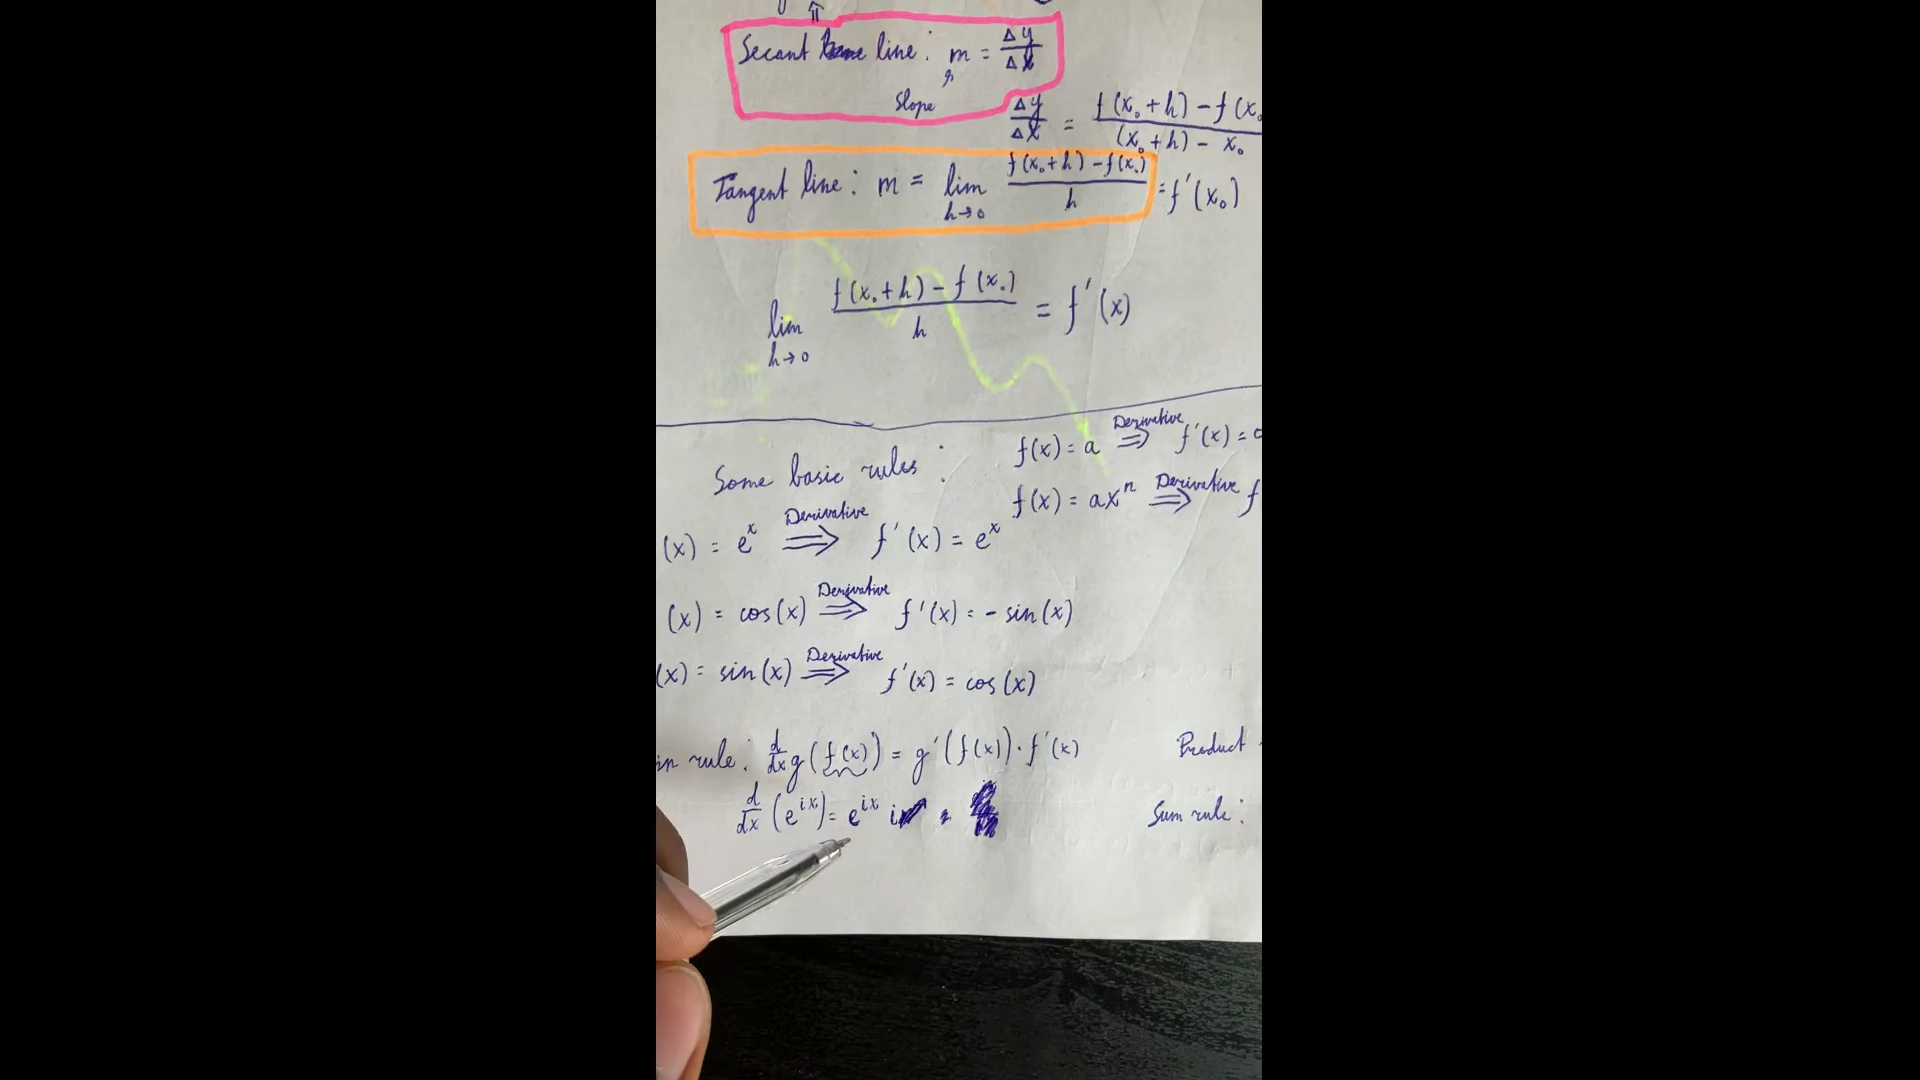 Secant line : m = Δy/Δx
slope
Δy/Δx = f(x₀+h) - f(x₀ / (x₀+h) - x₀
Tangent line : m = lim h→0 f(x₀+h) - f(x₀) / h = f'(x₀)
lim h→0 f(x₀+h) - f(x₀) / h = f'(x)
Some basic rules :
f(x) = a Derivative ⇒ f'(x) =
f(x) = axⁿ Derivative ⇒ f
(x) = eˣ Derivative ⇒ f'(x) = eˣ
(x) = cos(x) Derivative ⇒ f'(x) = - sin(x)
(x) = sin(x) Derivative ⇒ f'(x) = cos(x)
in rule : d/dx g(f(x)) = g'(f(x)) · f'(x)
Product
d/dx (e^ix) = e^ix i =
Sum rule :